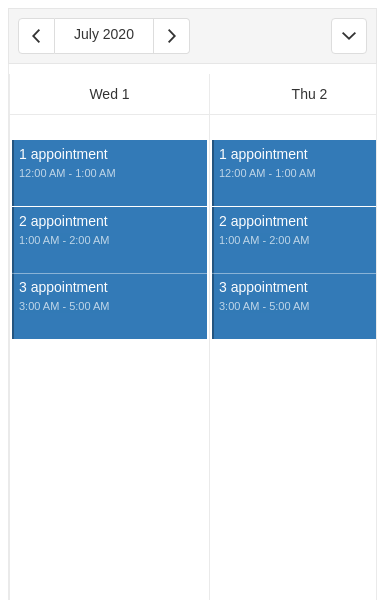 July 2020
Wed 1
Thu 2
1 appointment
12:00 AM - 1:00 AM
2 appointment
1:00 AM - 2:00 AM
3 appointment
3:00 AM - 5:00 AM
1 appointment
12:00 AM - 1:00 AM
2 appointment
1:00 AM - 2:00 AM
3 appointment
3:00 AM - 5:00 AM